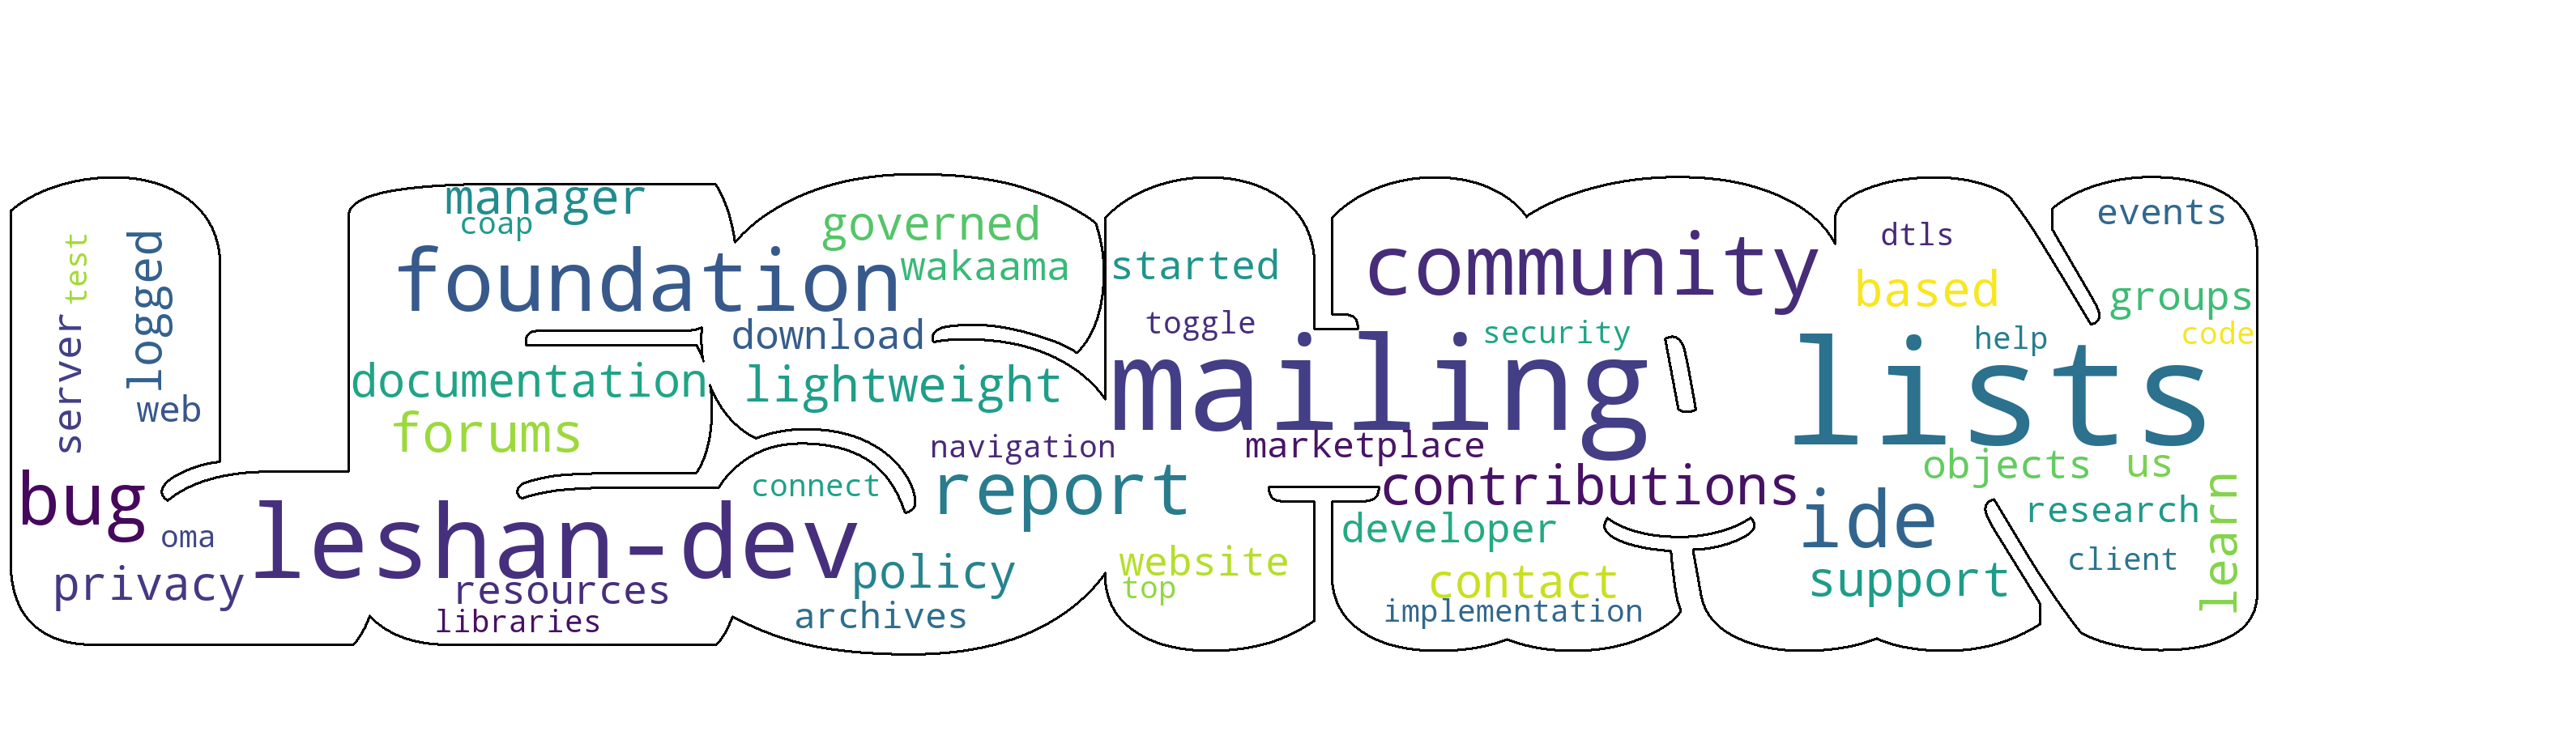 manager
coap
governed
events
test
logged
foundation
wakaama
started
community
dtls
based
groups
server
download
toggle
security
help
code
web
documentation
lightweight
mailing
lists
forums
navigation
marketplace
bug
connect
report
contributions
objects
us
oma
leshan-dev
developer
ide
research
learn
privacy
resources
policy
website
contact
support
client
libraries
archives
top
implementation